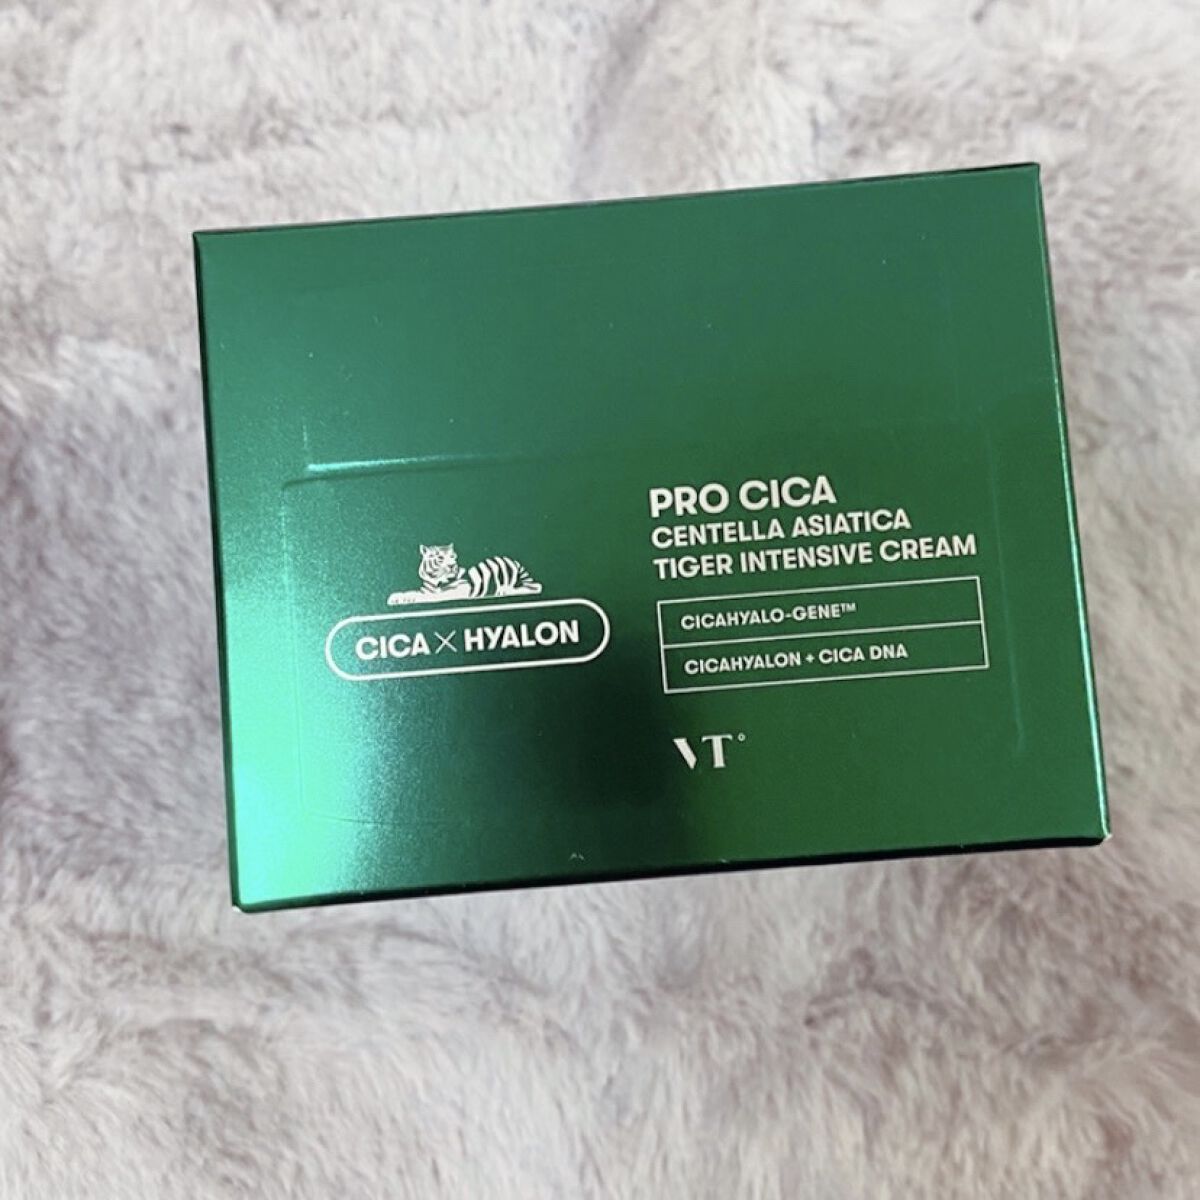 PRO CICA
CENTELLA ASIATICA
TIGER INTENSIVE CREAM
CICA × HYALON
CICAHYALO-GENE™
CICAHYALON + CICA DNA
VT°